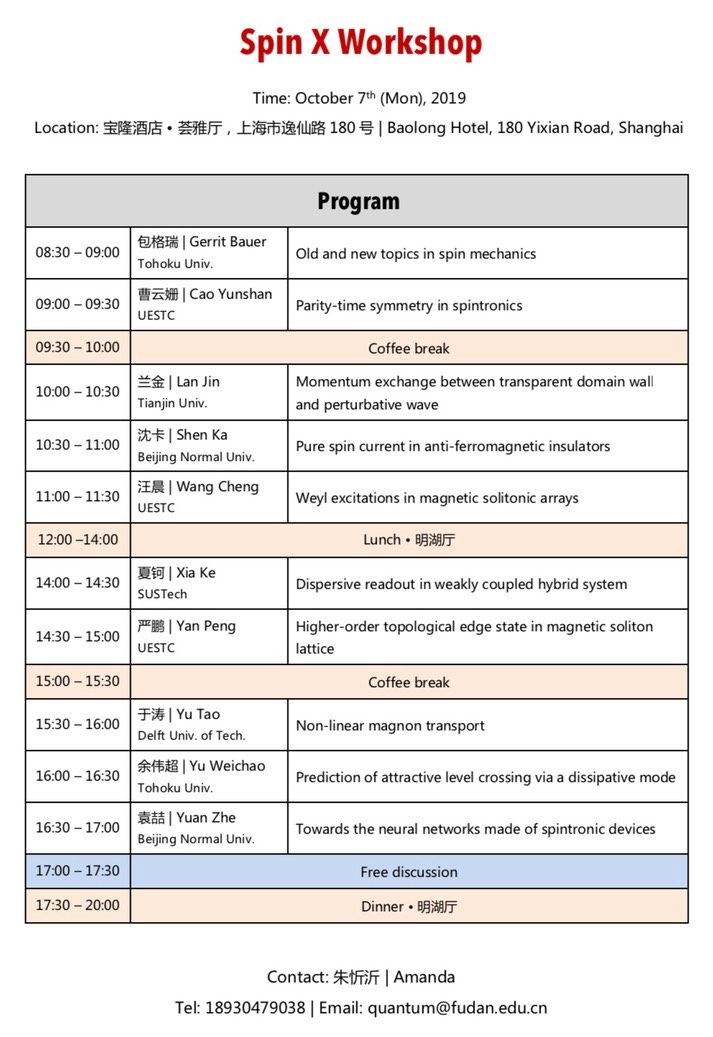 Spin X Workshop
Time: October 7th (Mon), 2019
Location: 宝隆酒店 • 荟雅厅，上海市逸仙路 180 号 | Baolong Hotel, 180 Yixian Road, Shanghai
Program
08:30 – 09:00
包格瑞 | Gerrit Bauer
Tohoku Univ.
Old and new topics in spin mechanics
09:00 – 09:30
曹云姗 | Cao Yunshan
UESTC
Parity-time symmetry in spintronics
09:30 – 10:00
Coffee break
10:00 – 10:30
兰金 | Lan Jin
Tianjin Univ.
Momentum exchange between transparent domain wall
and perturbative wave
10:30 – 11:00
沈卡 | Shen Ka
Beijing Normal Univ.
Pure spin current in anti-ferromagnetic insulators
11:00 – 11:30
汪晨 | Wang Cheng
UESTC
Weyl excitations in magnetic solitonic arrays
12:00 –14:00
Lunch • 明湖厅
14:00 – 14:30
夏钶 | Xia Ke
SUSTech
Dispersive readout in weakly coupled hybrid system
14:30 – 15:00
严鹏 | Yan Peng
UESTC
Higher-order topological edge state in magnetic soliton
lattice
15:00 – 15:30
Coffee break
15:30 – 16:00
于涛 | Yu Tao
Delft Univ. of Tech.
Non-linear magnon transport
16:00 – 16:30
余伟超 | Yu Weichao
Tohoku Univ.
Prediction of attractive level crossing via a dissipative mode
16:30 – 17:00
袁喆 | Yuan Zhe
Beijing Normal Univ.
Towards the neural networks made of spintronic devices
17:00 – 17:30
Free discussion
17:30 – 20:00
Dinner • 明湖厅
Contact: 朱忻沂 | Amanda
Tel: 18930479038 | Email: quantum@fudan.edu.cn